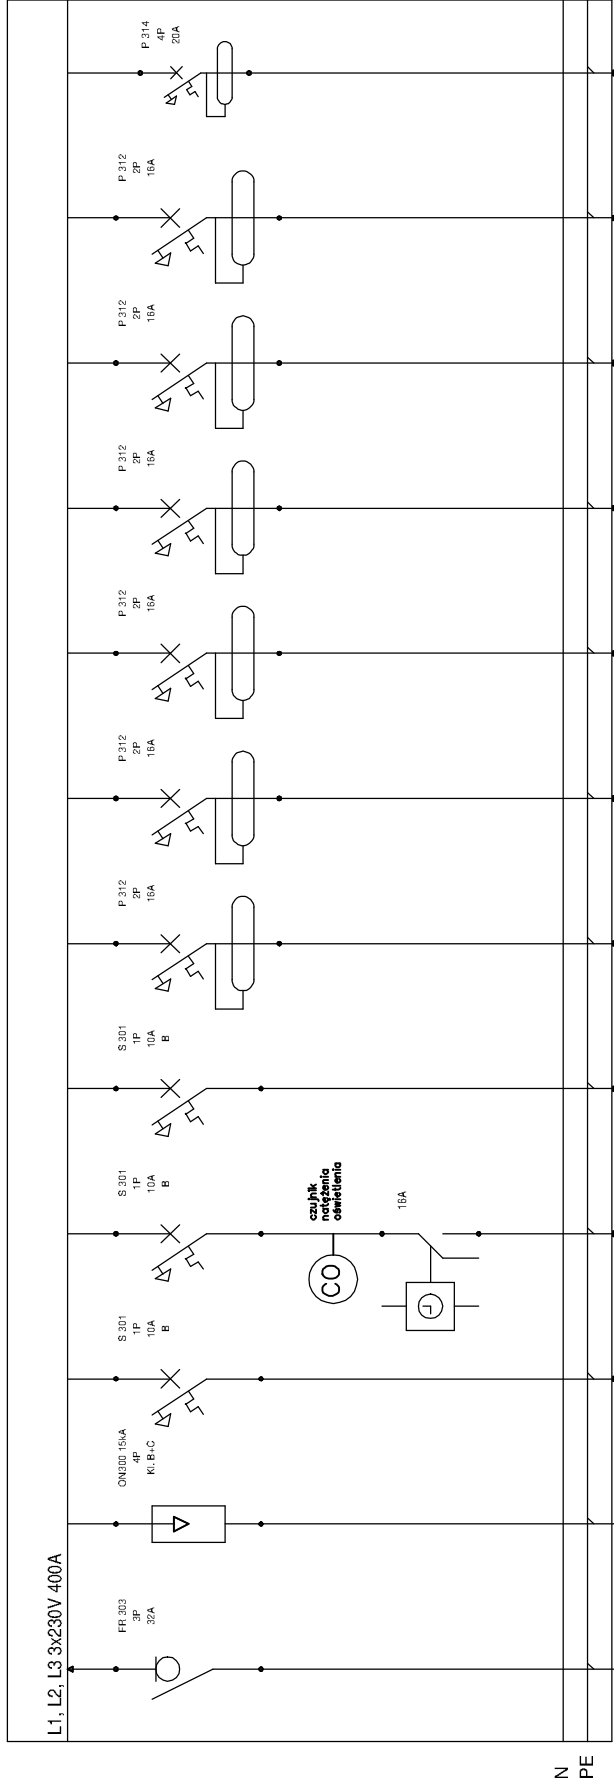 L1, L2, L3 3x230V 400A
FR 303
3P
32A
ON300 15kA
4P
Kl. B+C
S 301
1P
10A
B
S 301
1P
10A
B
czujnik
natężenia
oświetlenia
CO
16A
S 301
1P
10A
B
P 312
2P
16A
P 312
2P
16A
P 312
2P
16A
P 312
2P
16A
P 312
2P
16A
P 312
2P
16A
P 314
4P
20A
N
PE